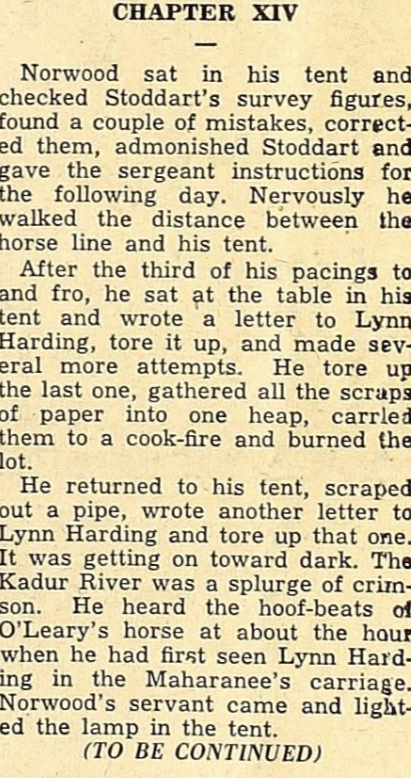 CHAPTER XIV
—
Norwood sat in his tent and
checked Stoddart's survey figures,
found a couple of mistakes, correct-
ed them, admonished Stoddart and
gave the sergeant instructions for
the following day. Nervously he
walked the distance between the
horse line and his tent.
After the third of his pacings to
and fro, he sat at the table in his
tent and wrote a letter to Lynn
Harding, tore it up, and made sev-
eral more attempts. He tore up
the last one, gathered all the scraps
of paper into one heap, carried
them to a cook-fire and burned the
lot.
He returned to his tent, scraped
out a pipe, wrote another letter to
Lynn Harding and tore up that one.
It was getting on toward dark. The
Kadur River was a splurge of crim-
son. He heard the hoof-beats of
O'Leary's horse at about the hour
when he had first seen Lynn Hard-
ing in the Maharanee's carriage.
Norwood's servant came and light-
ed the lamp in the tent.
(TO BE CONTINUED)